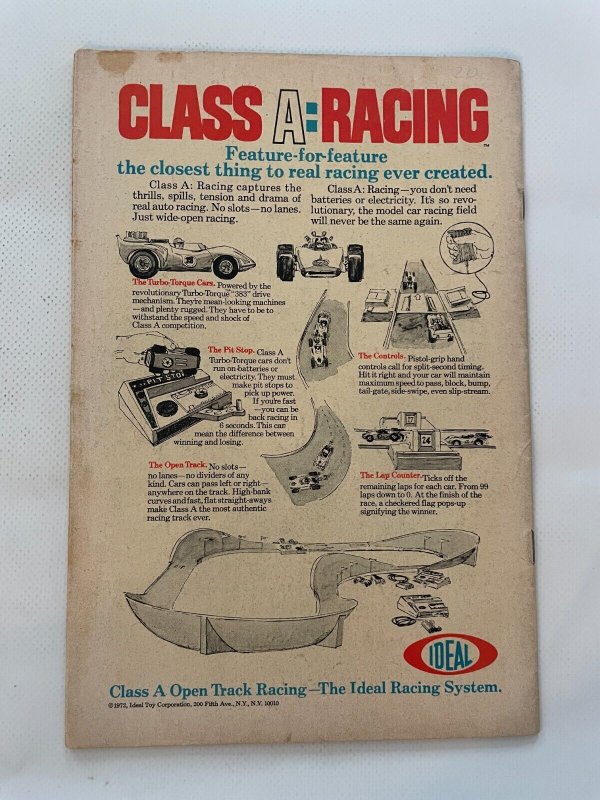 20
CLASS A: RACING™
Feature-for-feature
the closest thing to real racing ever created.
Class A: Racing captures the
thrills, spills, tension and drama of
real auto racing. No slots—no lanes.
Just wide-open racing.
Class A: Racing—you don't need
batteries or electricity. It's so revo-
lutionary, the model car racing field
will never be the same again.
The Turbo-Torque Cars. Powered by the
revolutionary Turbo-Torque™ "383" drive
mechanism. They're mean-looking machines
—and plenty rugged. They have to be to
withstand the speed and shock of
Class A competition.
The Pit Stop. Class A
Turbo-Torque cars don't
run on batteries or
electricity. They must
make pit stops to
pick up power.
If you're fast
—you can be
back racing in
6 seconds. This can
mean the difference between
winning and losing.
PIT STOP
The Controls. Pistol-grip hand
controls call for split-second timing.
Hit it right and your car will maintain
maximum speed to pass, block, bump,
tail-gate, side-swipe, even slip-stream.
The Open Track. No slots—
no lanes—no dividers of any
kind. Cars can pass left or right—
anywhere on the track. High-bank
curves and fast, flat straight-aways
make Class A the most authentic
racing track ever.
17
24
The Lap Counter. Ticks off the
remaining laps for each car. From 99
laps down to 0. At the finish of the
race, a checkered flag pops-up
signifying the winner.
IDEAL
Class A Open Track Racing—The Ideal Racing System.
©1972, Ideal Toy Corporation, 200 Fifth Ave., N.Y., N.Y. 10010